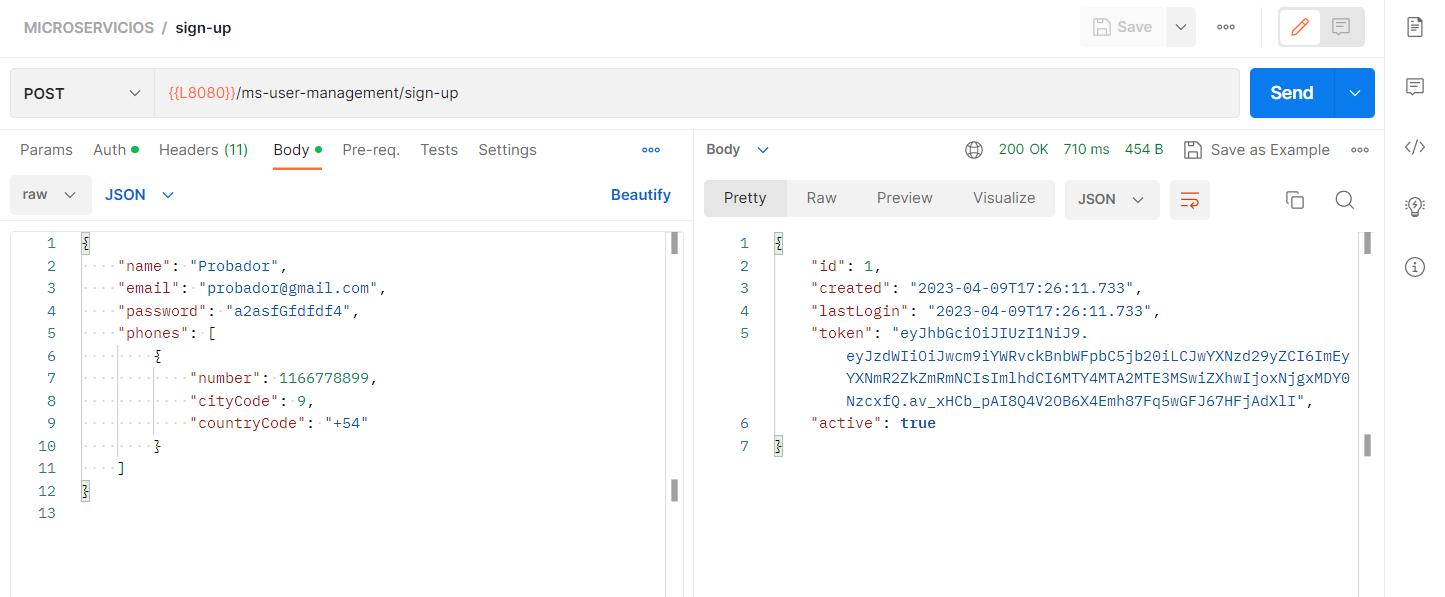 MICROSERVICIOS / sign-up
Save
POST
{{L8080}}/ms-user-management/sign-up
Send
Params Auth Headers (11) Body Pre-req. Tests Settings
raw JSON Beautify
1 {
2 "name": "Probador",
3 "email": "probador@gmail.com",
4 "password": "a2asfGfdfdf4",
5 "phones": [
6 {
7 "number": 1166778899,
8 "cityCode": 9,
9 "countryCode": "+54"
10 }
11 ]
12 }
13
Body 200 OK 710 ms 454 B Save as Example
Pretty Raw Preview Visualize JSON
1 {
2 "id": 1,
3 "created": "2023-04-09T17:26:11.733",
4 "lastLogin": "2023-04-09T17:26:11.733",
5 "token": "eyJhbGciOiJIUzI1NiJ9.
eyJzdWIiOiJwcm9iYWRvckBnbWFpbC5jb20iLCJwYXNzd29yZCI6ImEy
YXNmR2ZkZmRmNCIsImlhdCI6MTY4MTA2MTE3MSwiZXhwIjoxNjgxMDY0
NzcxfQ.av_xHCb_pAI8Q4V2OB6X4Emh87Fq5wGFJ67HFjAdXlI",
6 "active": true
7 }